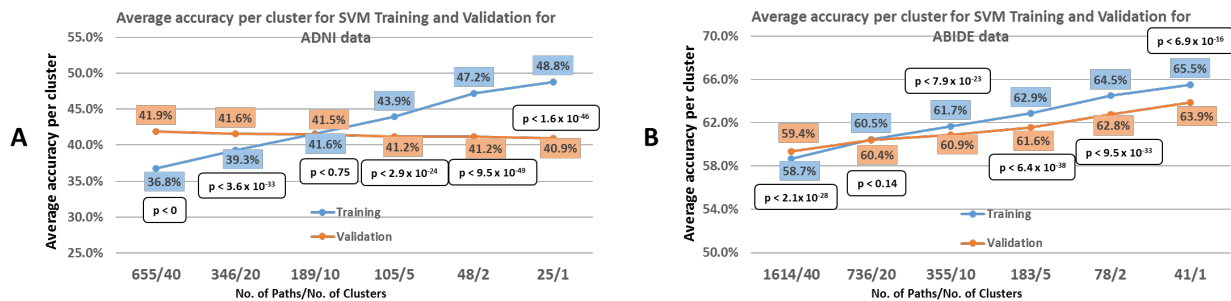 Average accuracy per cluster for SVM Training and Validation for
ADNI data
A
Average accuracy per cluster
55.0%
50.0%
45.0%
40.0%
35.0%
30.0%
25.0%
41.9%
41.6%
41.5%
43.9%
47.2%
48.8%
36.8%
39.3%
41.6%
41.2%
41.2%
40.9%
p < 0
p < 3.6 x 10-33
p < 0.75
p < 2.9 x 10-24
p < 9.5 x 10-49
p < 1.6 x 10-46
Training
Validation
655/40 346/20 189/10 105/5 48/2 25/1
No. of Paths/No. of Clusters
Average accuracy per cluster for SVM Training and Validation for
ABIDE data
B
Average accuracy per cluster
70.0%
66.0%
62.0%
58.0%
54.0%
50.0%
59.4%
60.5%
61.7%
62.9%
64.5%
65.5%
58.7%
60.4%
60.9%
61.6%
62.8%
63.9%
p < 2.1 x 10-28
p < 0.14
p < 7.9 x 10-23
p < 6.4 x 10-38
p < 9.5 x 10-33
p < 6.9 x 10-16
Training
Validation
1614/40 736/20 355/10 183/5 78/2 41/1
No. of Paths/No. of Clusters